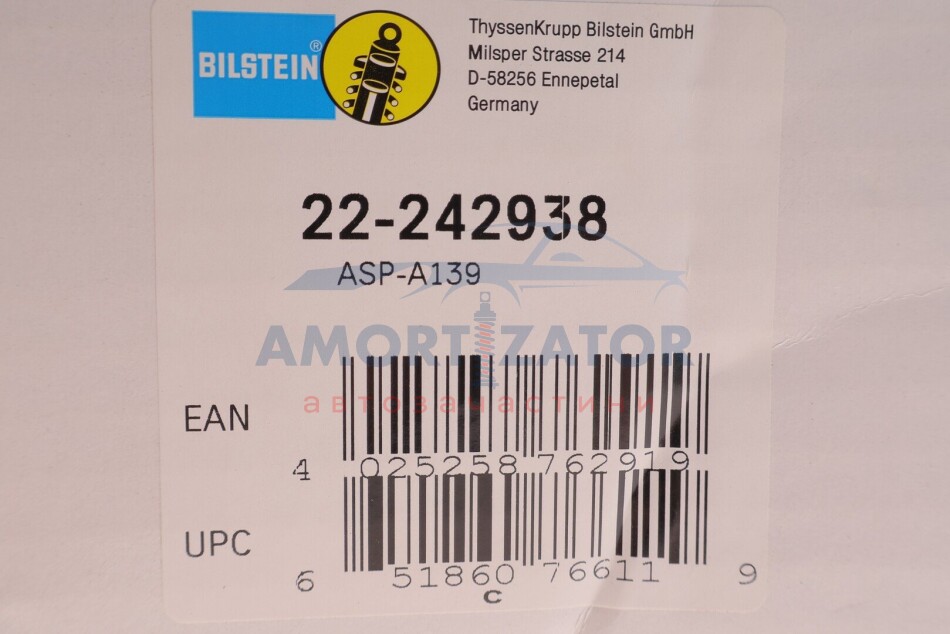 BILSTEIN®
ThyssenKrupp Bilstein GmbH
Milsper Strasse 214
D-58256 Ennepetal
Germany
22-242938
ASP-A139
AMORTIZATOR
автозачастини
EAN
4 025258 762919
UPC
6 51860 76611 9
C